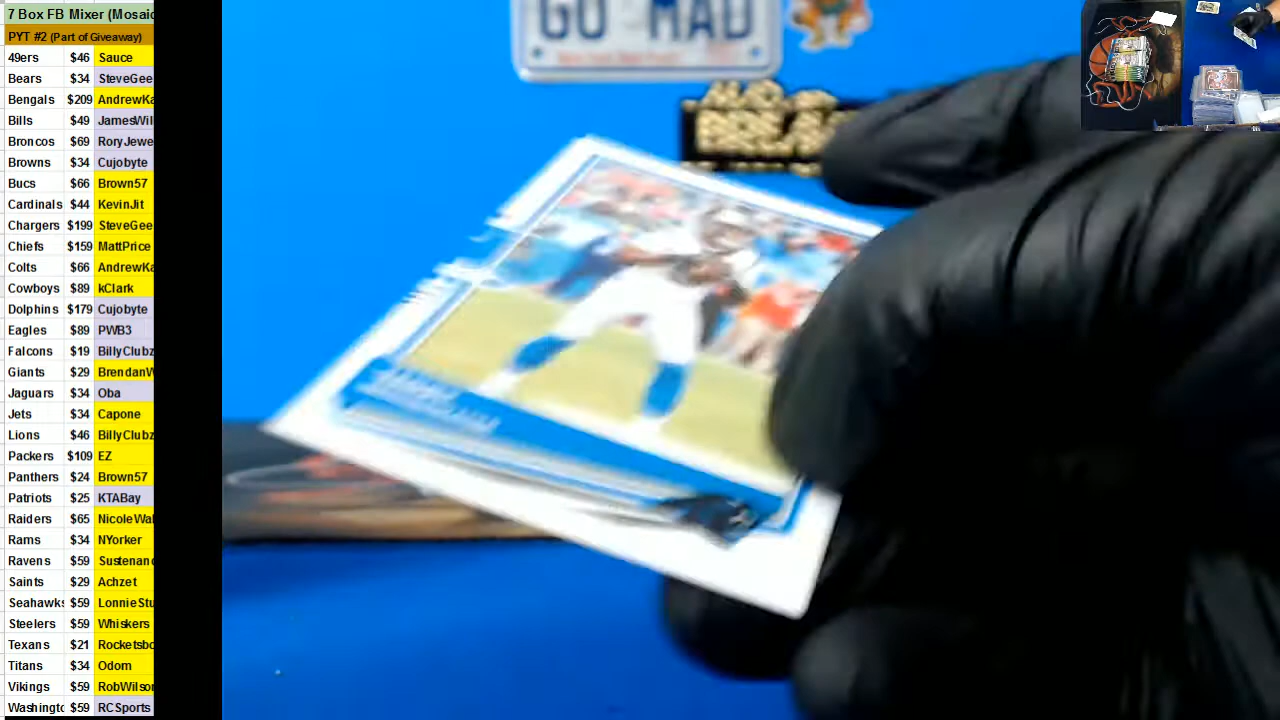 7 Box FB Mixer (Mosaic
PYT #2 (Part of Giveaway)
49ers $46 Sauce
Bears $34 SteveGee
Bengals $209 AndrewKa
Bills $49 JamesWil
Broncos $69 RoryJewe
Browns $34 Cujobyte
Bucs $66 Brown57
Cardinals $44 KevinJit
Chargers $199 SteveGee
Chiefs $159 MattPrice
Colts $66 AndrewKa
Cowboys $89 kClark
Dolphins $179 Cujobyte
Eagles $89 PWB3
Falcons $19 BillyClubz
Giants $29 BrendanW
Jaguars $34 Oba
Jets $34 Capone
Lions $46 BillyClubz
Packers $109 EZ
Panthers $24 Brown57
Patriots $25 KTABay
Raiders $65 NicoleWal
Rams $34 NYorker
Ravens $59 Sustenanc
Saints $29 Achzet
Seahawks $59 LonnieStu
Steelers $59 Whiskers
Texans $21 Rocketsbo
Titans $34 Odom
Vikings $59 RobWilson
Washingto $59 RCSports
GO MAD